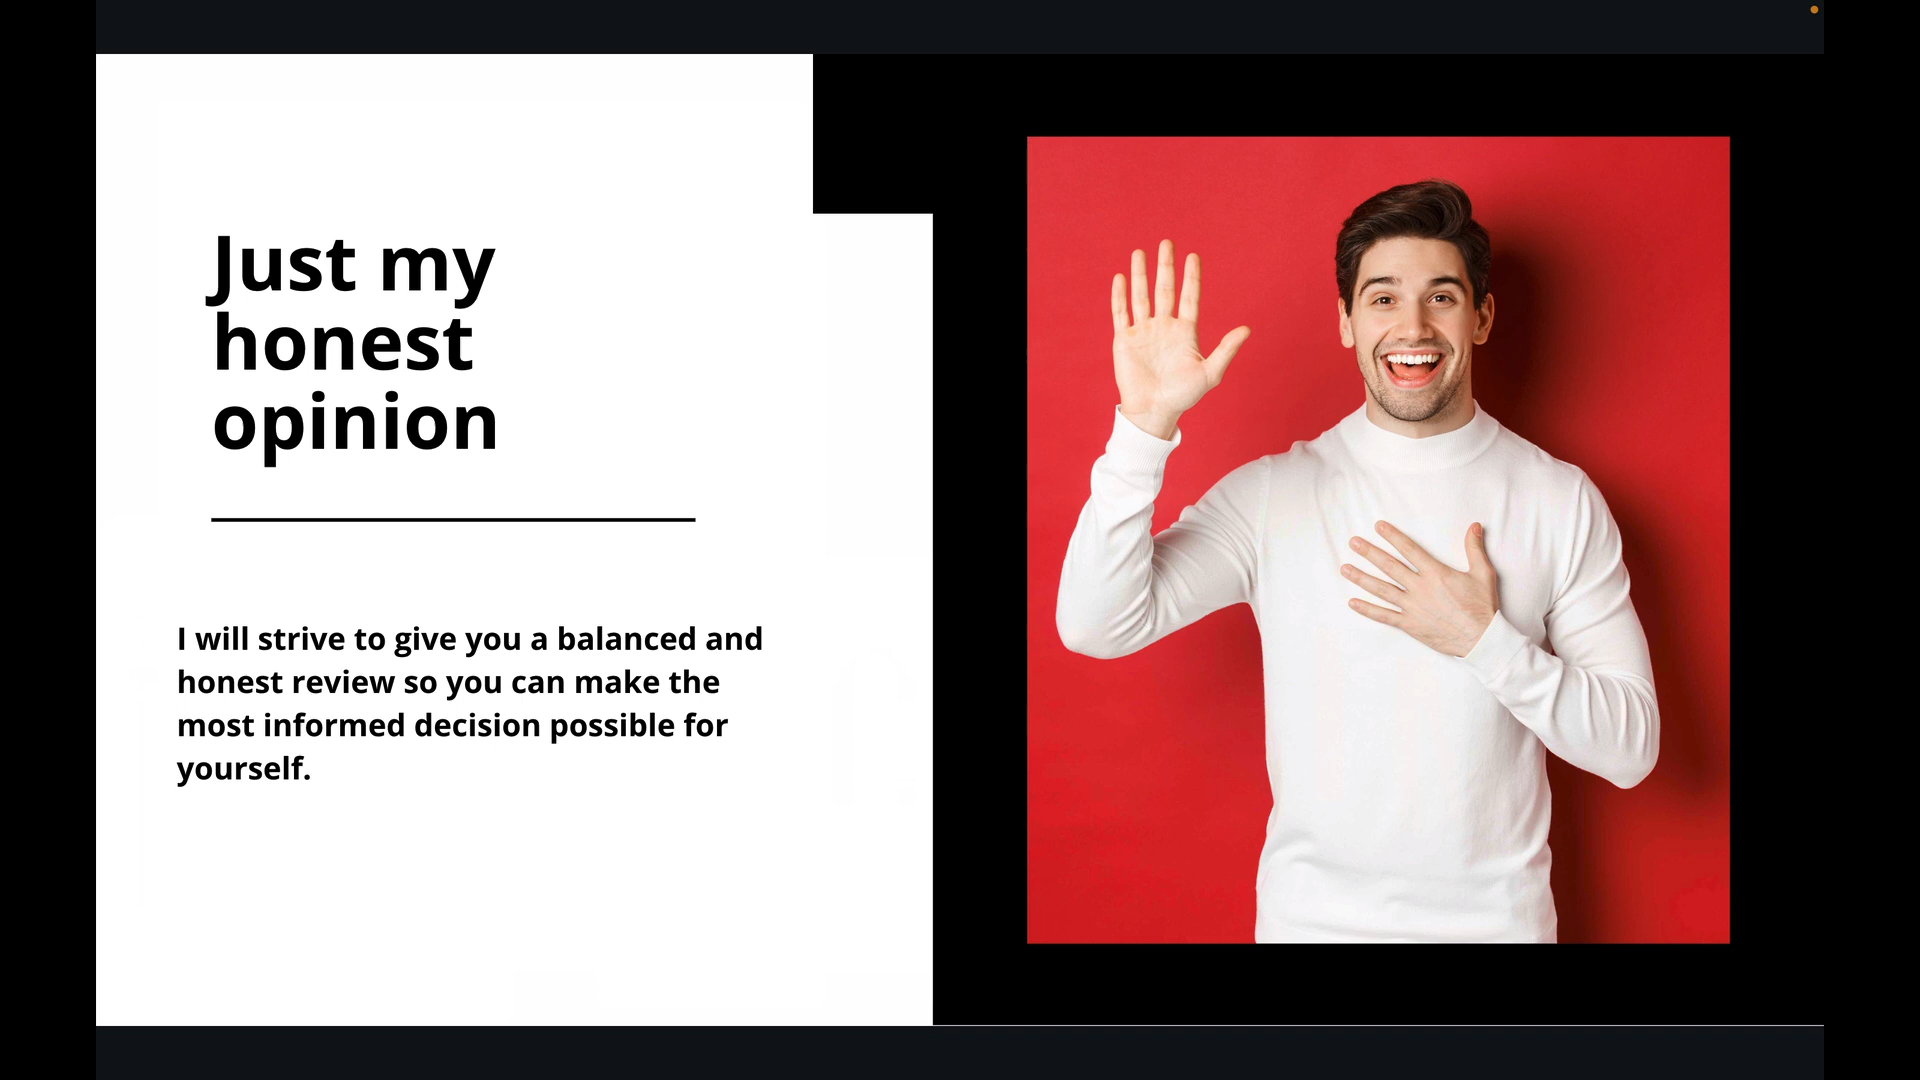 Just my
honest
opinion
I will strive to give you a balanced and
honest review so you can make the
most informed decision possible for
yourself.